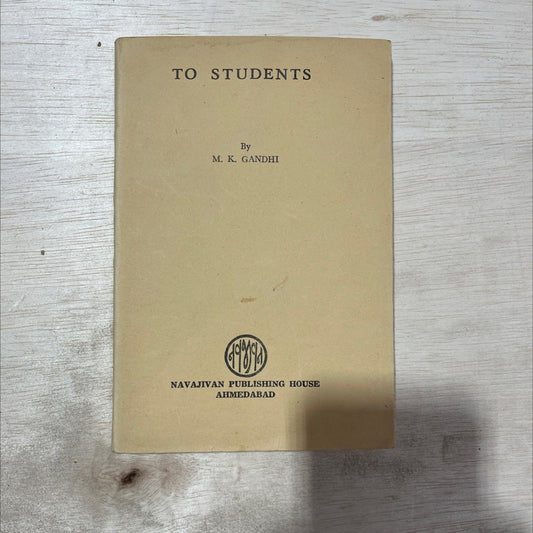 TO STUDENTS
By
M. K. GANDHI
NAVAJIVAN PUBLISHING HOUSE
AHMEDABAD